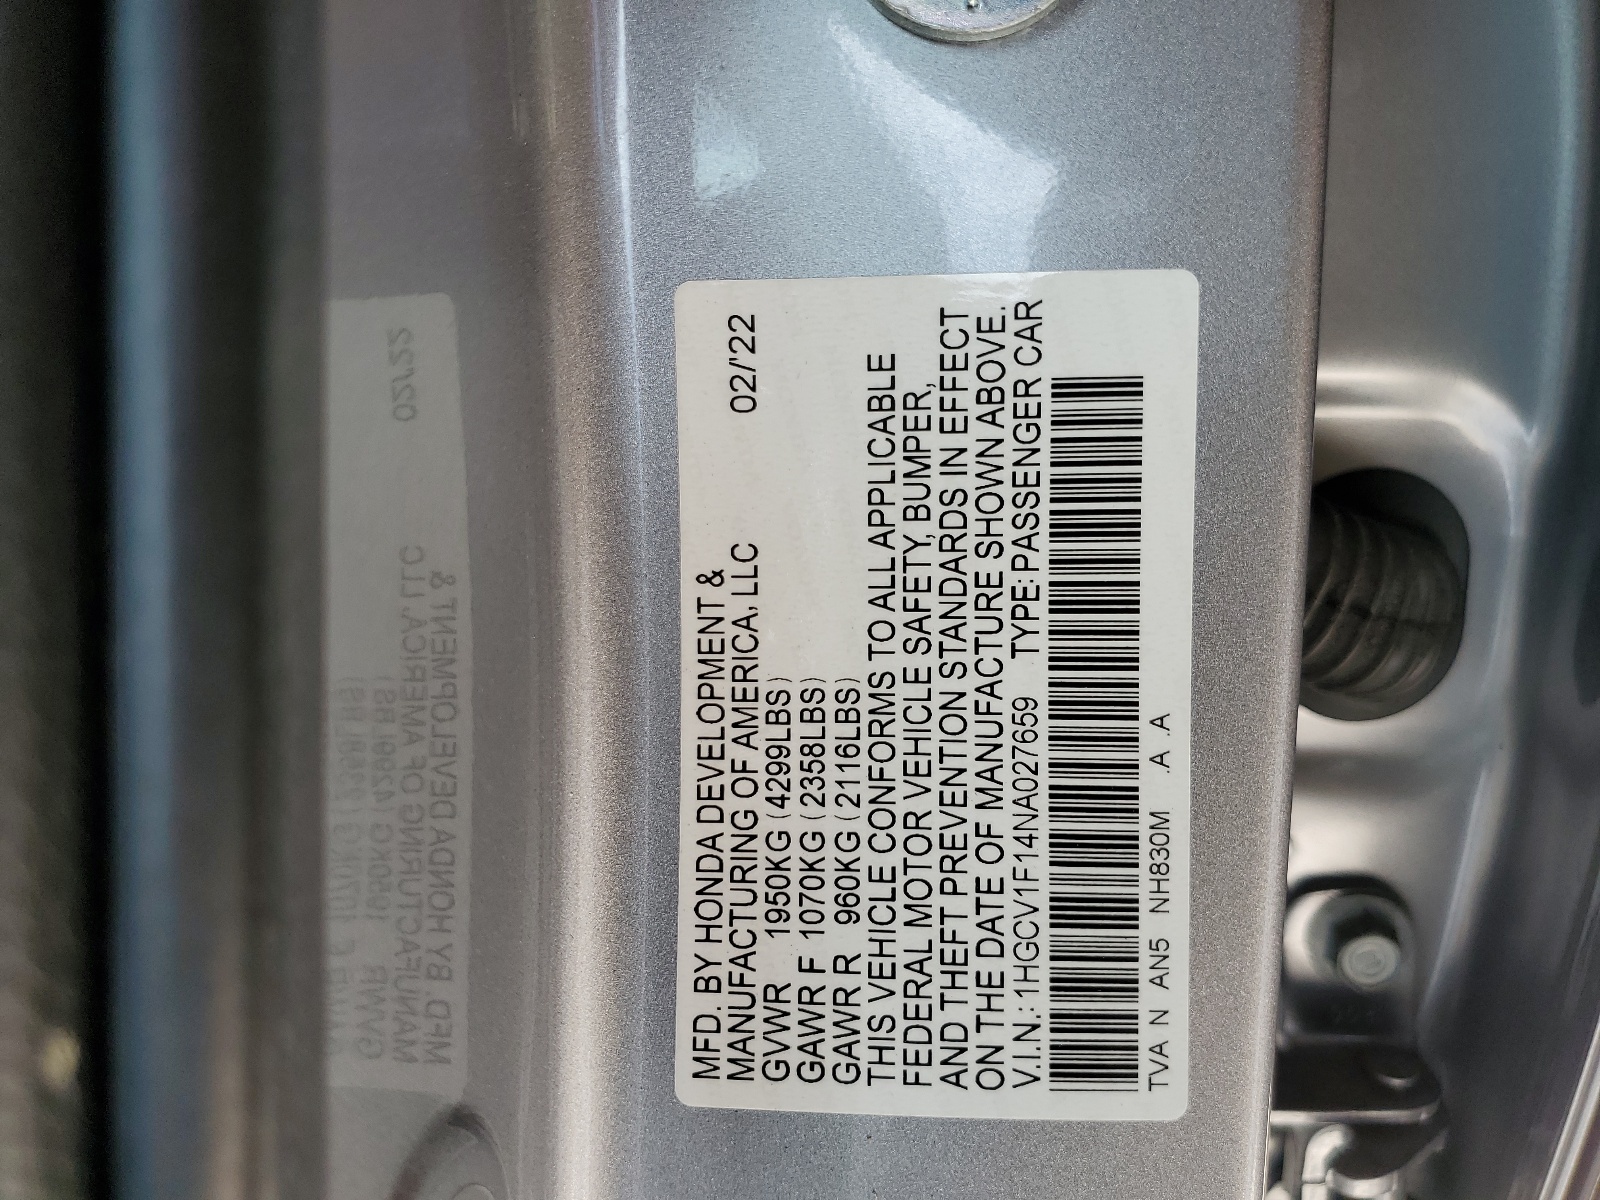 MFD. BY HONDA DEVELOPMENT &
MANUFACTURING OF AMERICA, LLC 02/'22
GVWR 1950KG (4299LBS)
GAWR F 1070KG (2358LBS)
GAWR R 960KG (2116LBS)
THIS VEHICLE CONFORMS TO ALL APPLICABLE
FEDERAL MOTOR VEHICLE SAFETY, BUMPER,
AND THEFT PREVENTION STANDARDS IN EFFECT
ON THE DATE OF MANUFACTURE SHOWN ABOVE.
V.I.N.: 1HGCV1F14NA027659 TYPE: PASSENGER CAR
TVA N AN5 NH830M .A .A